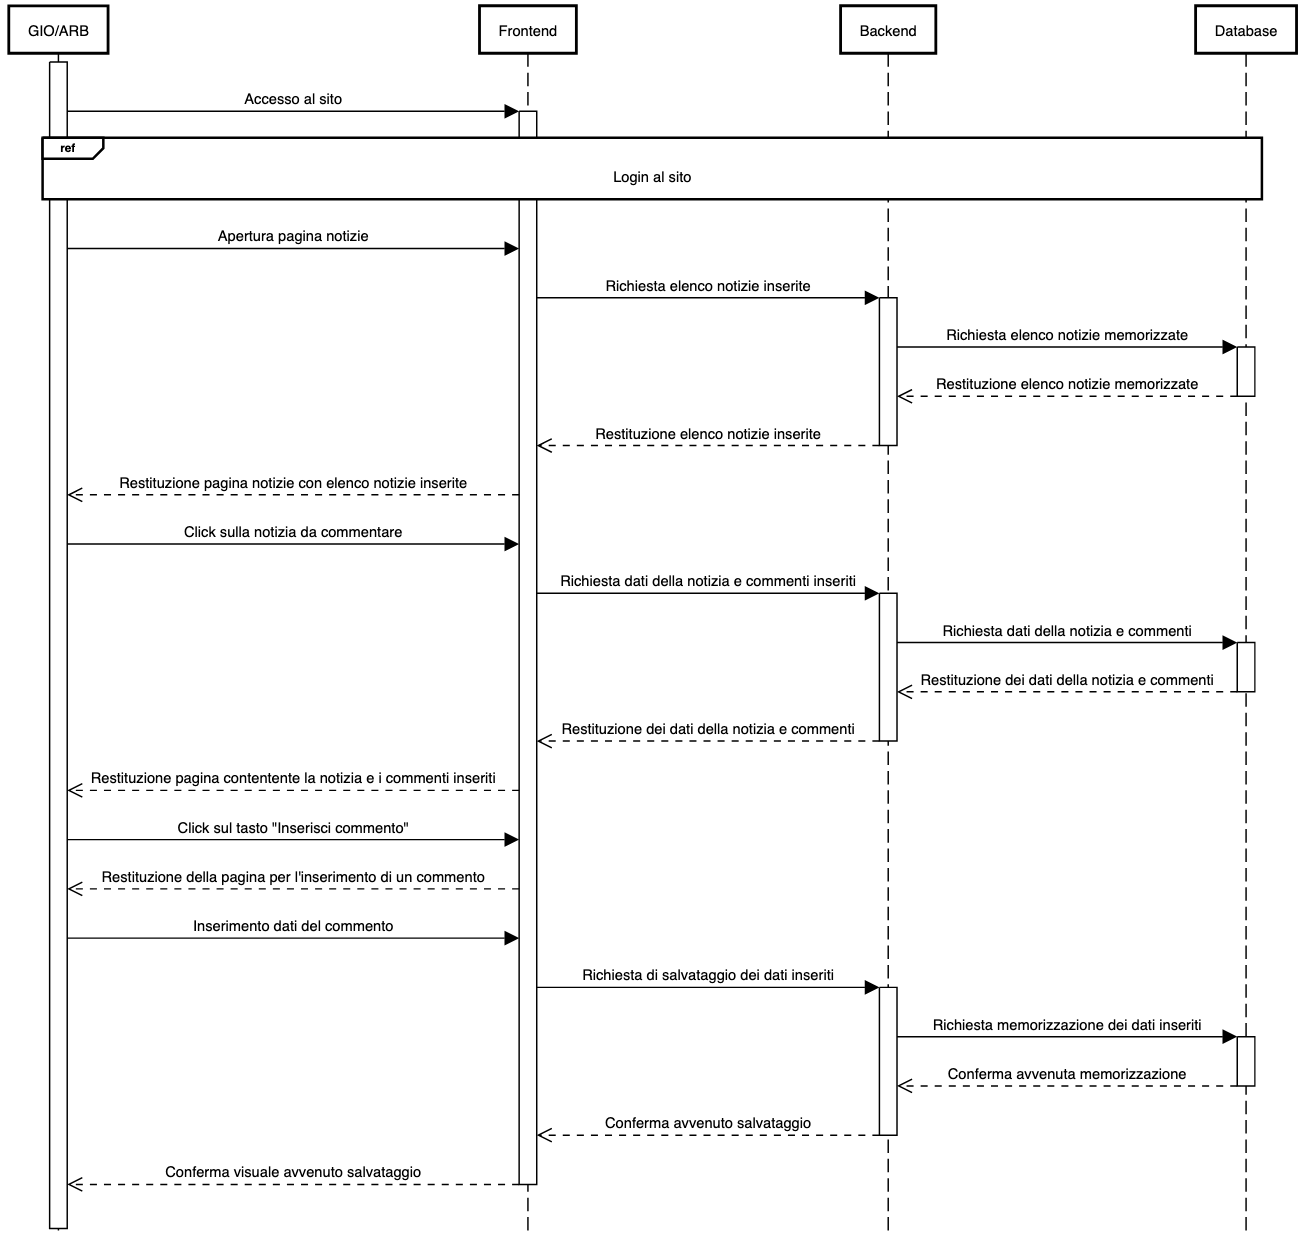 GIO/ARB
Frontend
Backend
Database
Accesso al sito
ref
Login al sito
Apertura pagina notizie
Richiesta elenco notizie inserite
Richiesta elenco notizie memorizzate
Restituzione elenco notizie memorizzate
Restituzione elenco notizie inserite
Restituzione pagina notizie con elenco notizie inserite
Click sulla notizia da commentare
Richiesta dati della notizia e commenti inseriti
Richiesta dati della notizia e commenti
Restituzione dei dati della notizia e commenti
Restituzione dei dati della notizia e commenti
Restituzione pagina contentente la notizia e i commenti inseriti
Click sul tasto "Inserisci commento"
Restituzione della pagina per l'inserimento di un commento
Inserimento dati del commento
Richiesta di salvataggio dei dati inseriti
Richiesta memorizzazione dei dati inseriti
Conferma avvenuta memorizzazione
Conferma avvenuto salvataggio
Conferma visuale avvenuto salvataggio